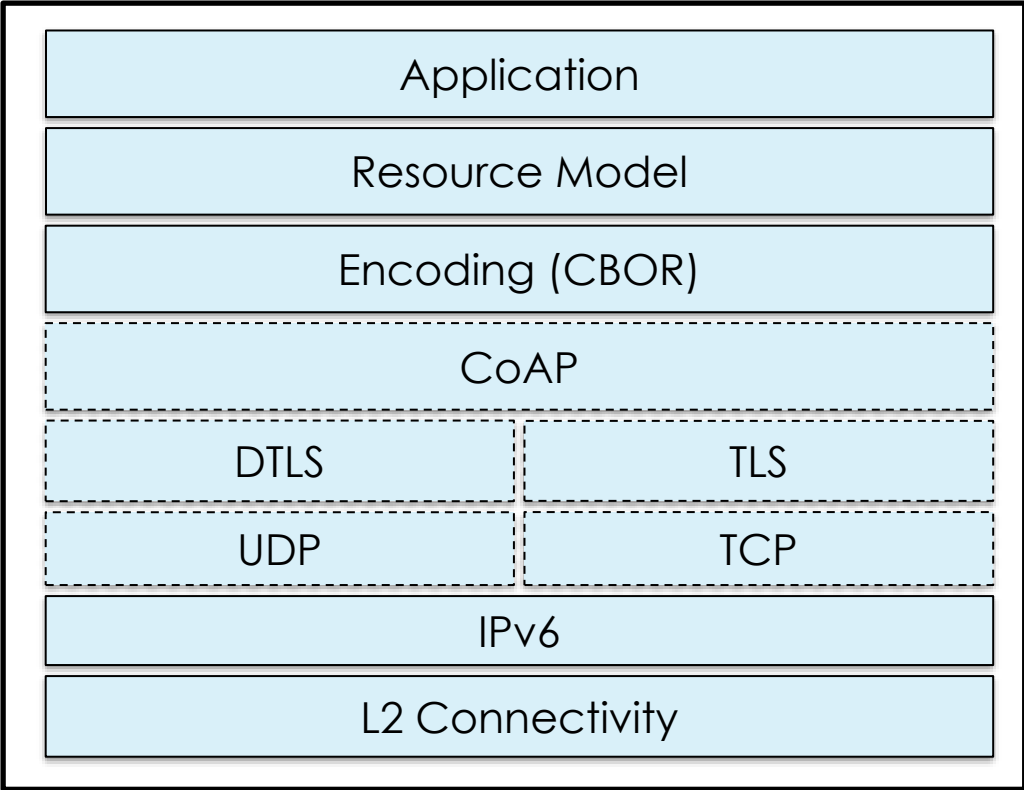 Application
Resource Model
Encoding (CBOR)
CoAP
DTLS
TLS
UDP
TCP
IPv6
L2 Connectivity